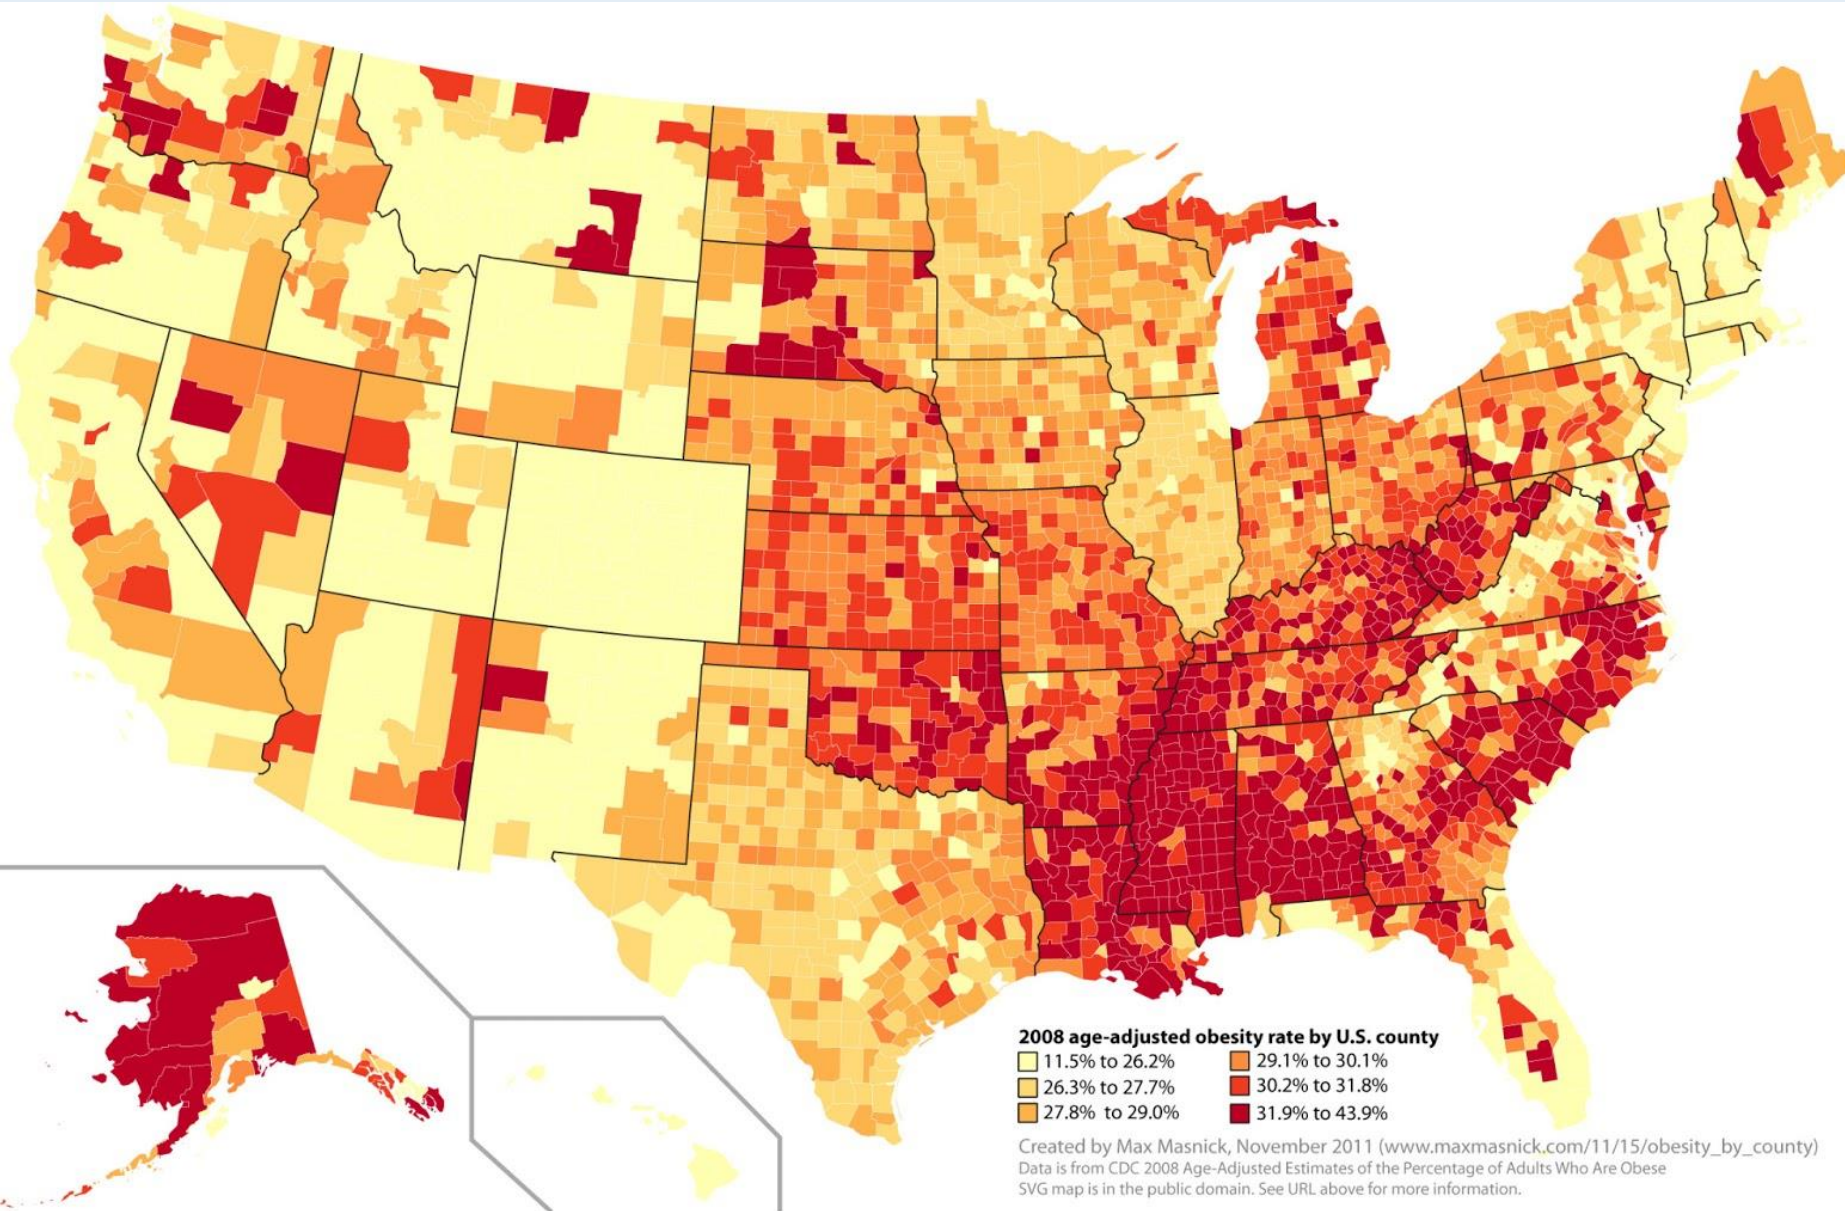 2008 age-adjusted obesity rate by U.S. county
11.5% to 26.2%
29.1% to 30.1%
26.3% to 27.7%
30.2% to 31.8%
27.8% to 29.0%
31.9% to 43.9%
Created by Max Masnick, November 2011 (www.maxmasnick.com/11/15/obesity_by_county)
Data is from CDC 2008 Age-Adjusted Estimates of the Percentage of Adults Who Are Obese
SVG map is in the public domain. See URL above for more information.